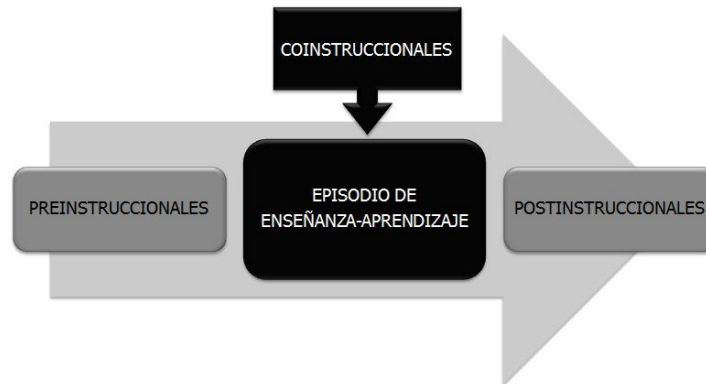 COINSTRUCCIONALES
PREINSTRUCCIONALES
EPISODIO DE
ENSEÑANZA-APRENDIZAJE
POSTINSTRUCCIONALES